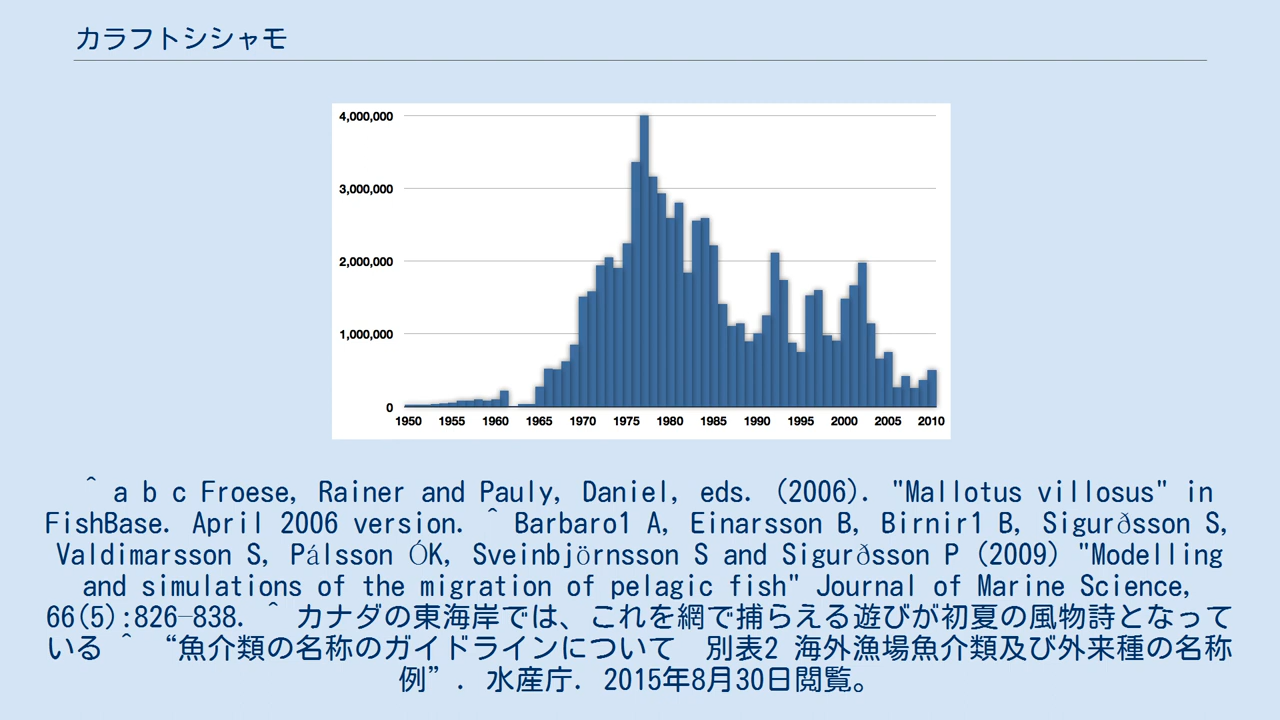 カラフトシシャモ
4,000,000
3,000,000
2,000,000
1,000,000
0
1950 1955 1960 1965 1970 1975 1980 1985 1990 1995 2000 2005 2010
^ a b c Froese, Rainer and Pauly, Daniel, eds. (2006). "Mallotus villosus" in
FishBase. April 2006 version. ^ Barbaro1 A, Einarsson B, Birnir1 B, Sigurðsson S,
Valdimarsson S, Pálsson ÓK, Sveinbjörnsson S and Sigurðsson P (2009) "Modelling
and simulations of the migration of pelagic fish" Journal of Marine Science,
66(5):826–838. ^ カナダの東海岸では、これを網で捕らえる遊びが初夏の風物詩となって
いる ^ “魚介類の名称のガイドラインについて　別表2 海外漁場魚介類及び外来種の名称
例”. 水産庁. 2015年8月30日閲覧。